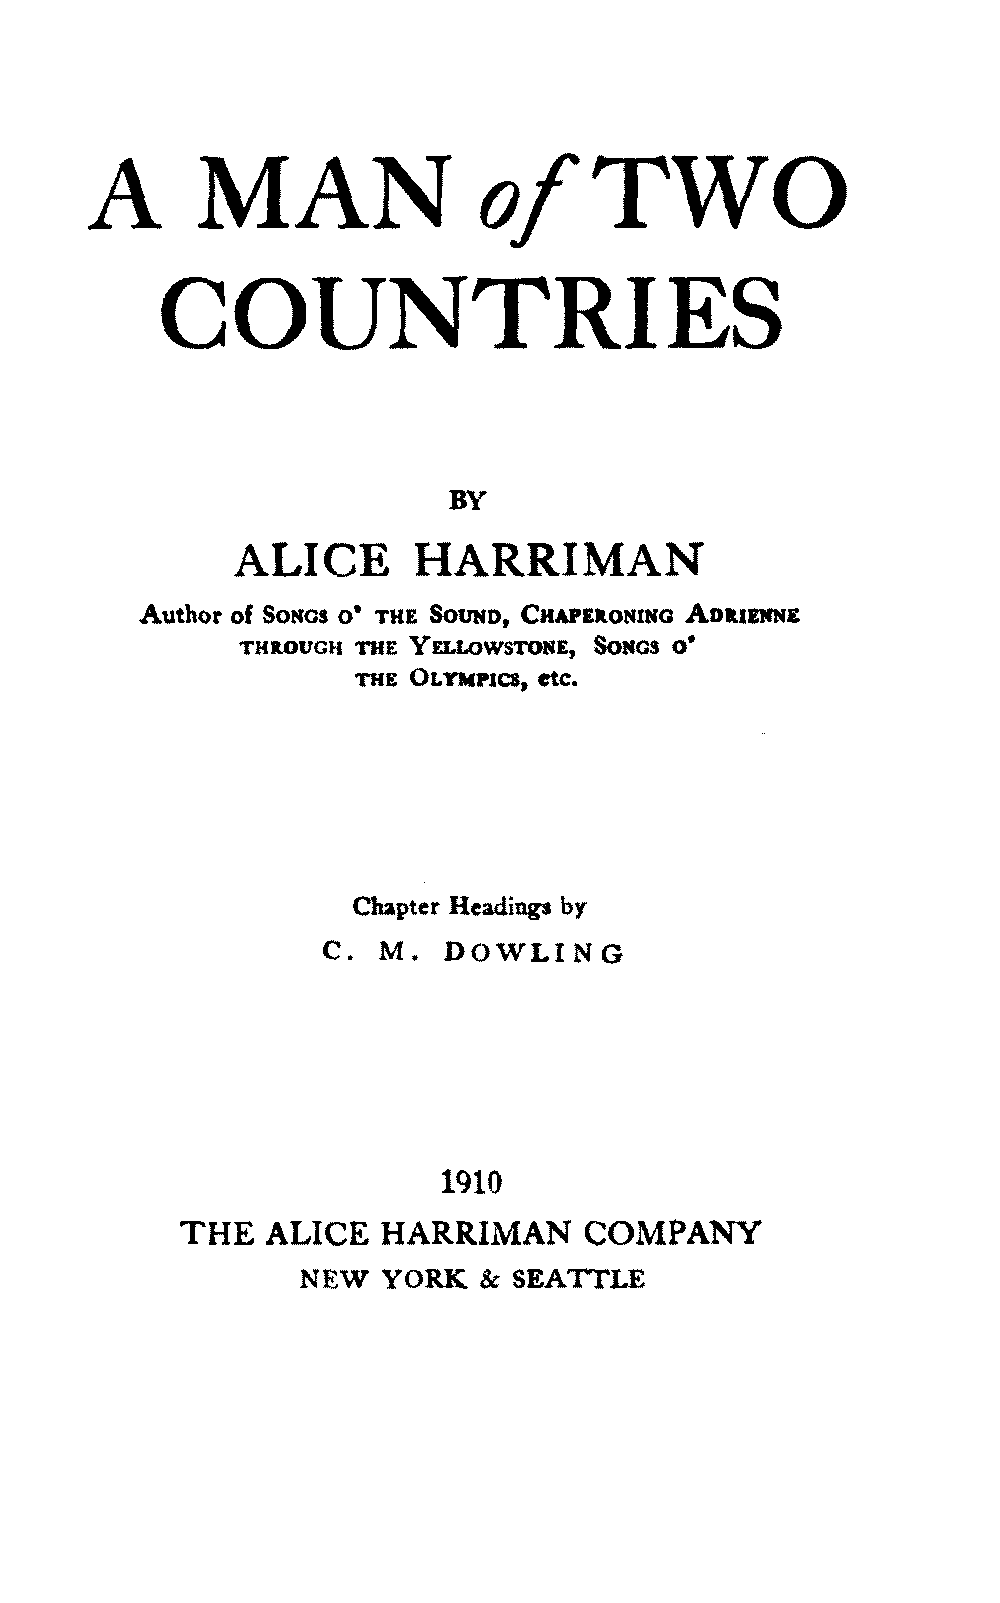 A MAN of TWO
COUNTRIES
BY
ALICE HARRIMAN
Author of SONGS O' THE SOUND, CHAPERONING ADRIENNE
THROUGH THE YELLOWSTONE, SONGS O'
THE OLYMPICS, etc.
Chapter Headings by
C. M. DOWLING
1910
THE ALICE HARRIMAN COMPANY
NEW YORK & SEATTLE